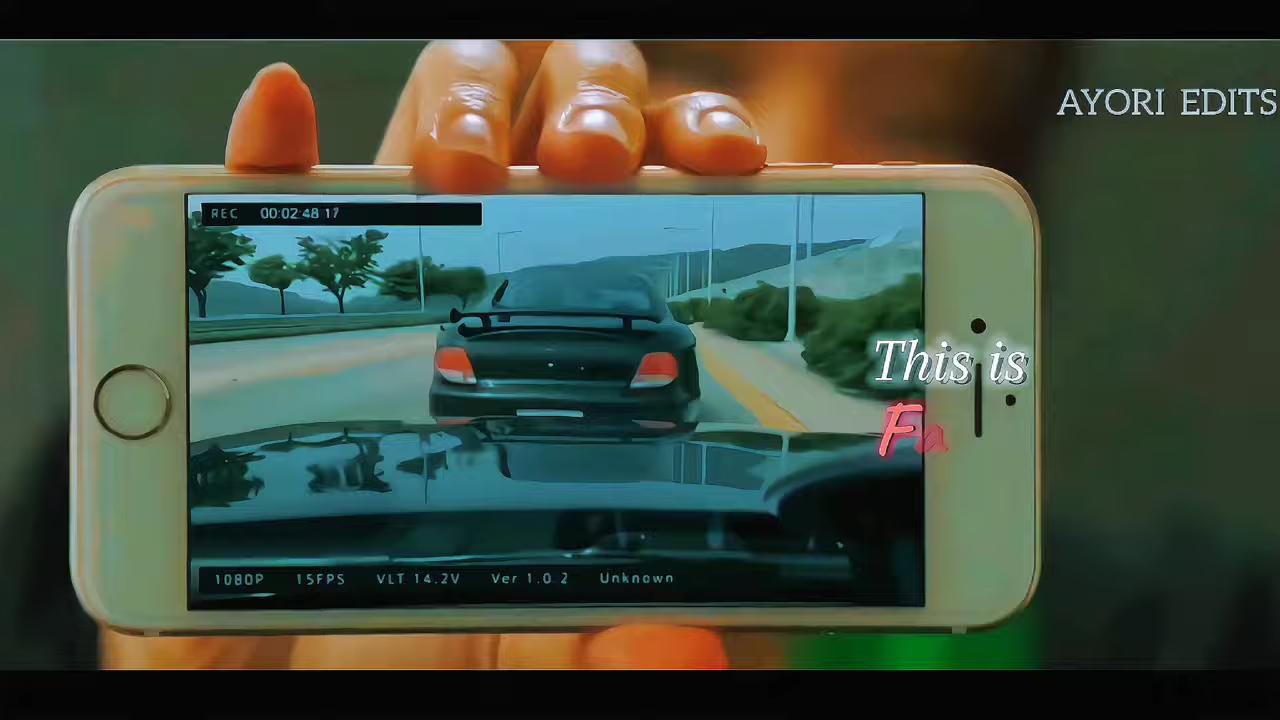 AYORI EDITS
REC 00:02:48 17
This is
Fa
1080P 15FPS VLT 14.2V Ver 1.0.2 Unknown